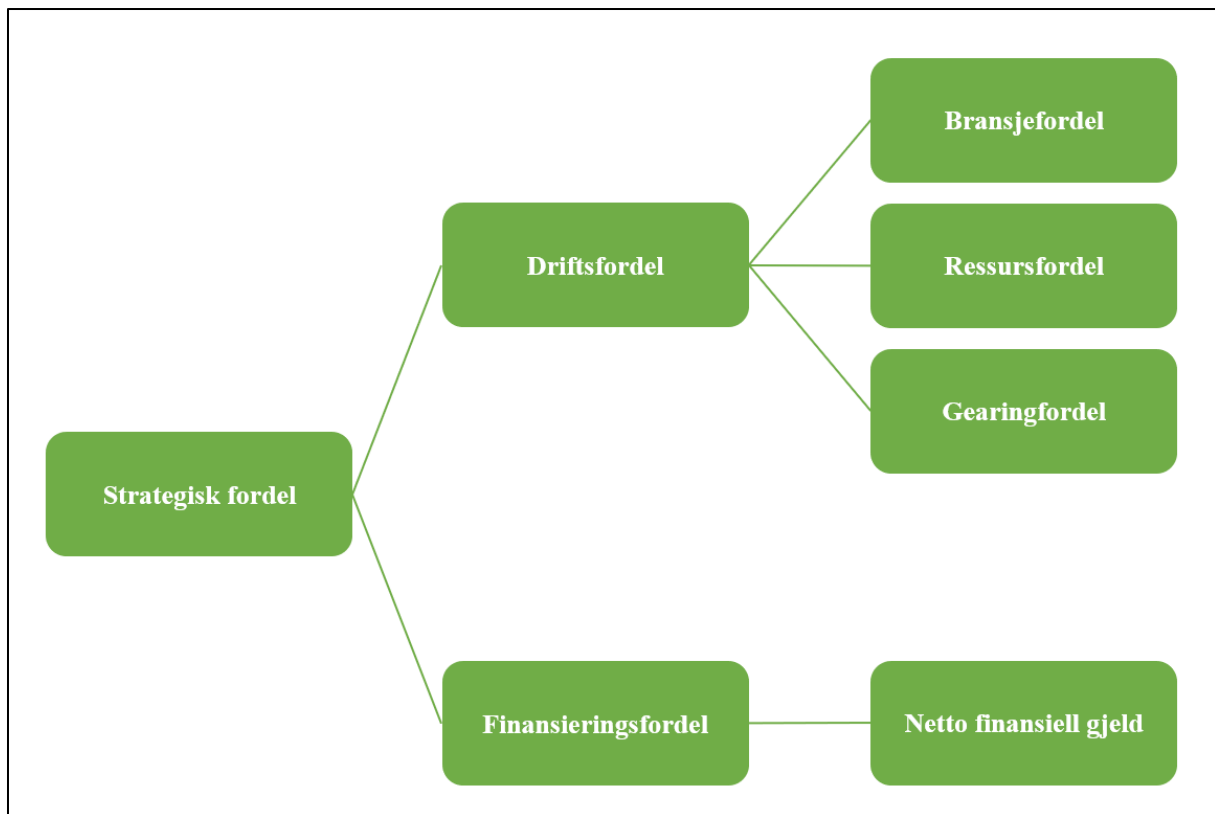 Strategisk fordel
Driftsfordel
Bransjefordel
Ressursfordel
Gearingfordel
Finansieringsfordel
Netto finansiell gjeld